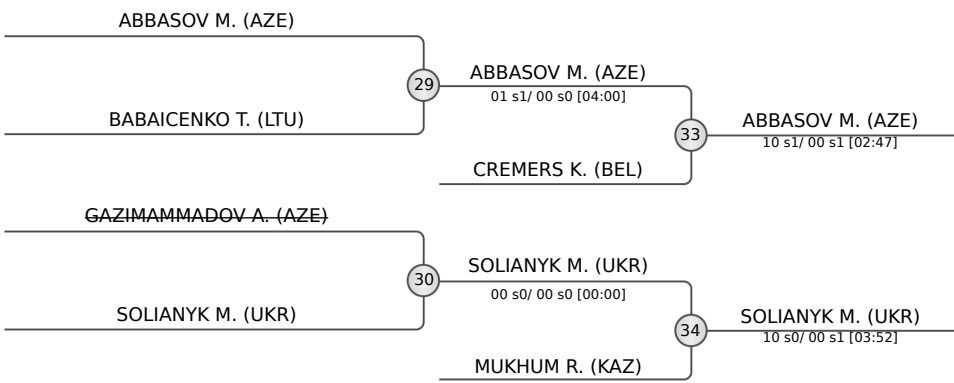 ABBASOV M. (AZE)
29
ABBASOV M. (AZE)
01 s1/ 00 s0 [04:00]
BABAICENKO T. (LTU)
33
ABBASOV M. (AZE)
10 s1/ 00 s1 [02:47]
CREMERS K. (BEL)
GAZIMAMMADOV A. (AZE)
30
SOLIANYK M. (UKR)
00 s0/ 00 s0 [00:00]
SOLIANYK M. (UKR)
34
SOLIANYK M. (UKR)
10 s0/ 00 s1 [03:52]
MUKHUM R. (KAZ)